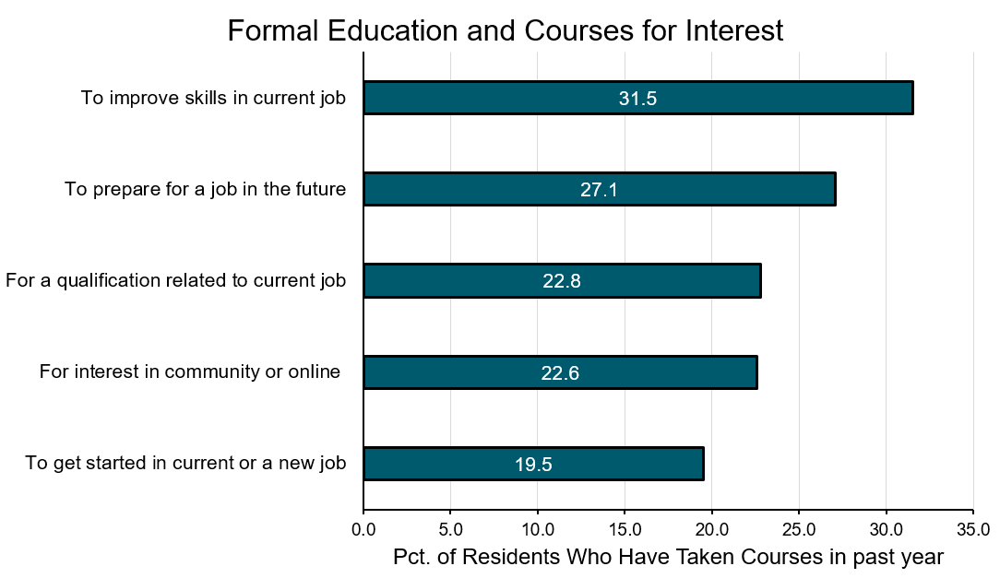 Formal Education and Courses for Interest
To improve skills in current job
31.5
To prepare for a job in the future
27.1
For a qualification related to current job
22.8
For interest in community or online
22.6
To get started in current or a new job
19.5
0.0 5.0 10.0 15.0 20.0 25.0 30.0 35.0
Pct. of Residents Who Have Taken Courses in past year